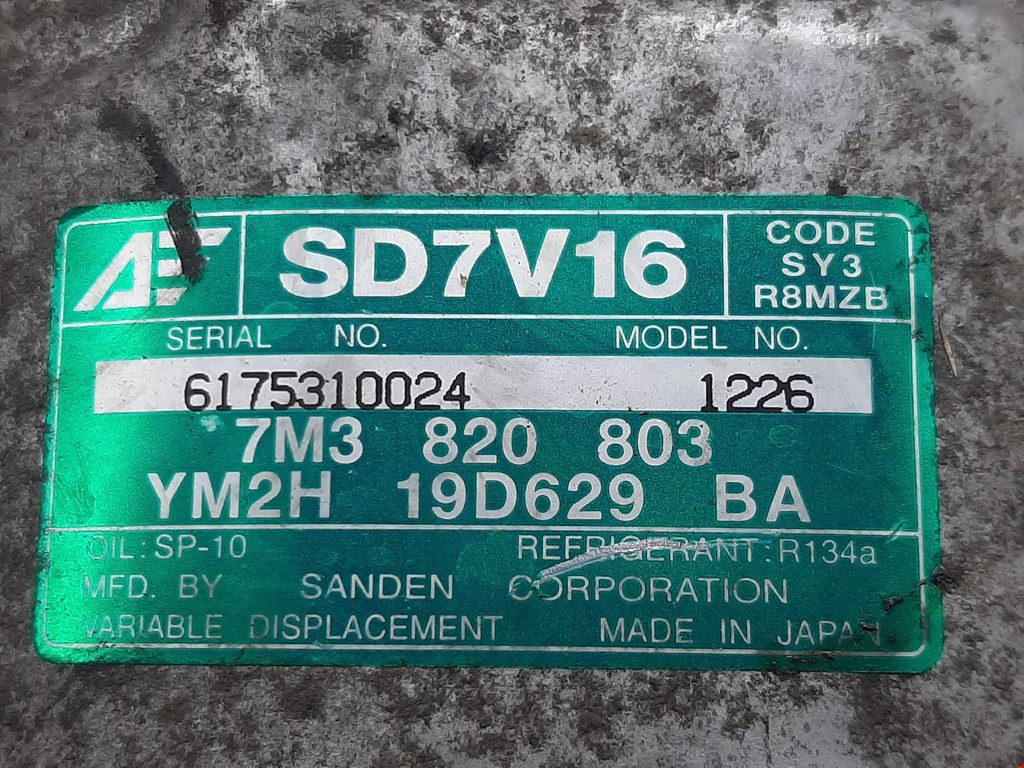 SD7V16
CODE
SY3
R8MZB
SERIAL NO. MODEL NO.
6175310024 1226
7M3 820 803
YM2H 19D629 BA
OIL: SP-10 REFRIGERANT: R134a
MFD. BY SANDEN CORPORATION
VARIABLE DISPLACEMENT MADE IN JAPAN